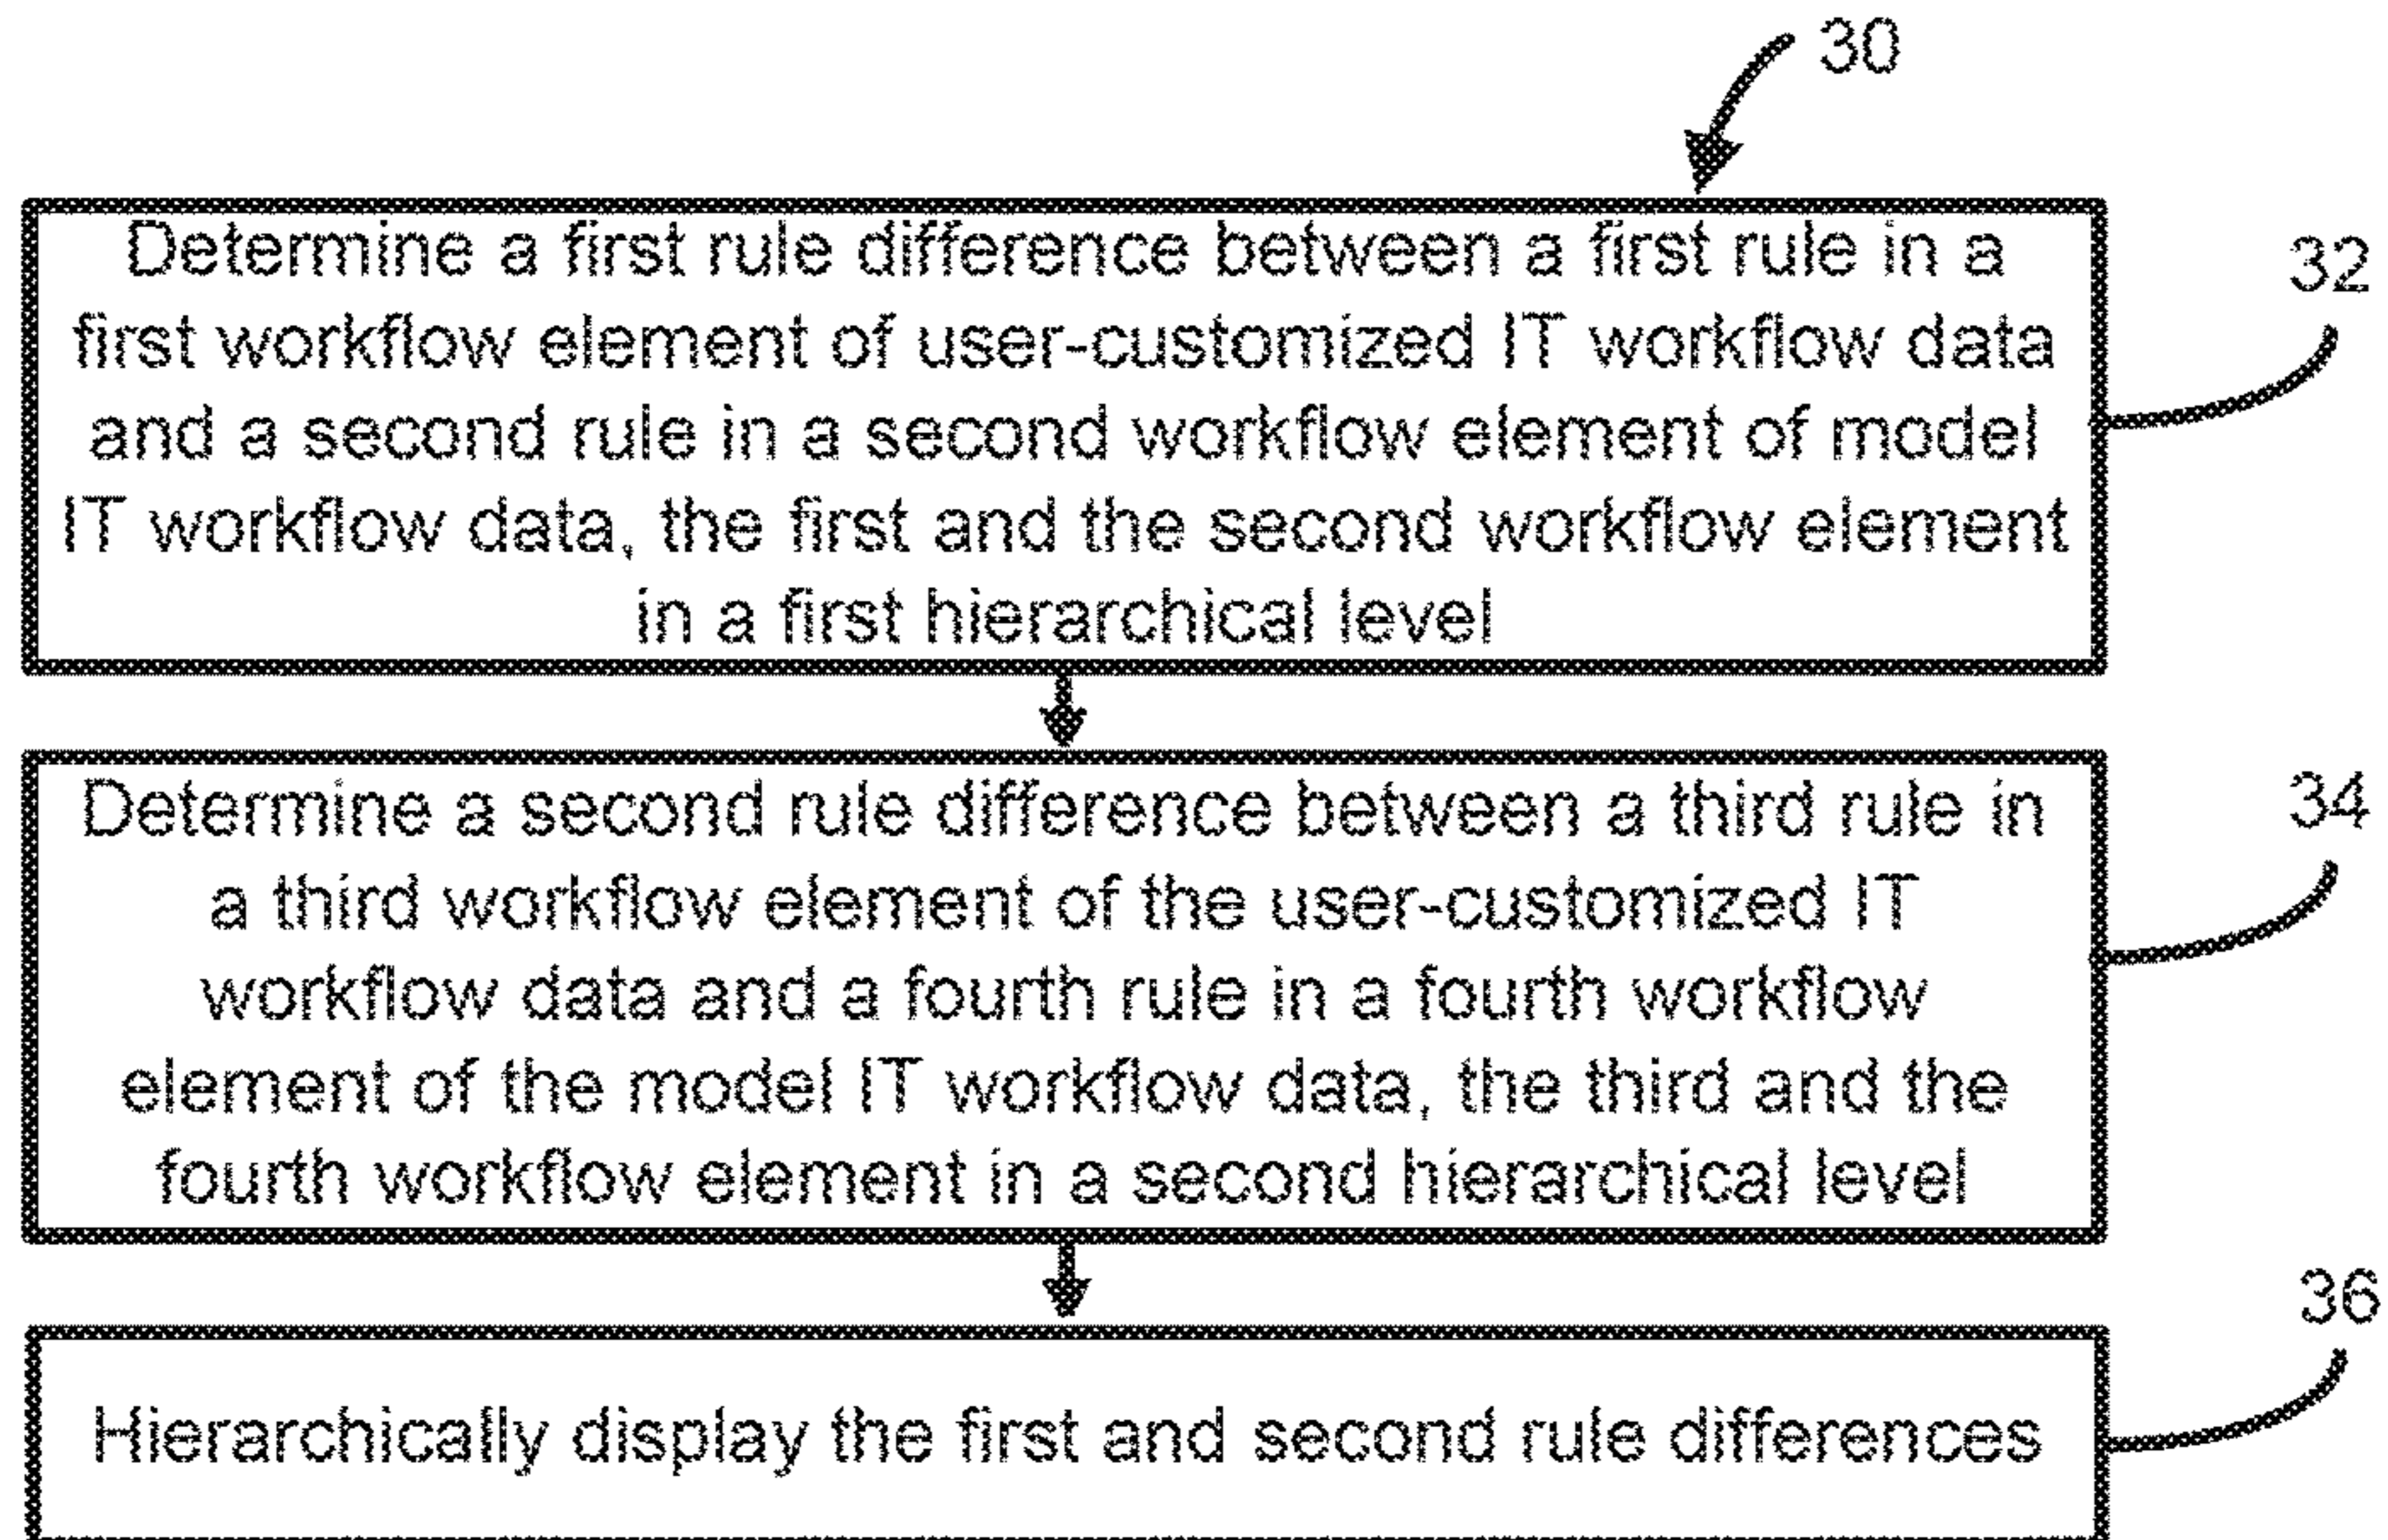 30
Determine a first rule difference between a first rule in a
first workflow element of user-customized IT workflow data
and a second rule in a second workflow element of model
IT workflow data, the first and the second workflow element
in a first hierarchical level
32
Determine a second rule difference between a third rule in
a third workflow element of the user-customized IT
workflow data and a fourth rule in a fourth workflow
element of the model IT workflow data, the third and the
fourth workflow element in a second hierarchical level
34
Hierarchically display the first and second rule differences
36